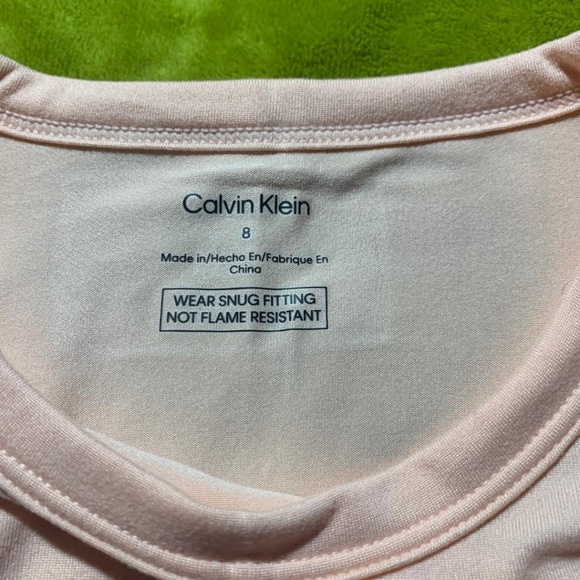 Calvin Klein
8
Made in/Hecho En/Fabrique En
China
WEAR SNUG FITTING
NOT FLAME RESISTANT